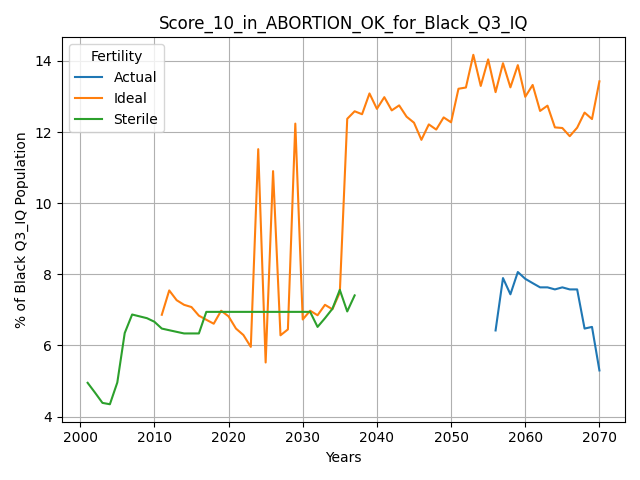 Score_10_in_ABORTION_OK_for_Black_Q3_IQ
Fertility
Actual
Ideal
Sterile
% of Black Q3_IQ Population
14
12
10
8
6
4
2000 2010 2020 2030 2040 2050 2060 2070
Years